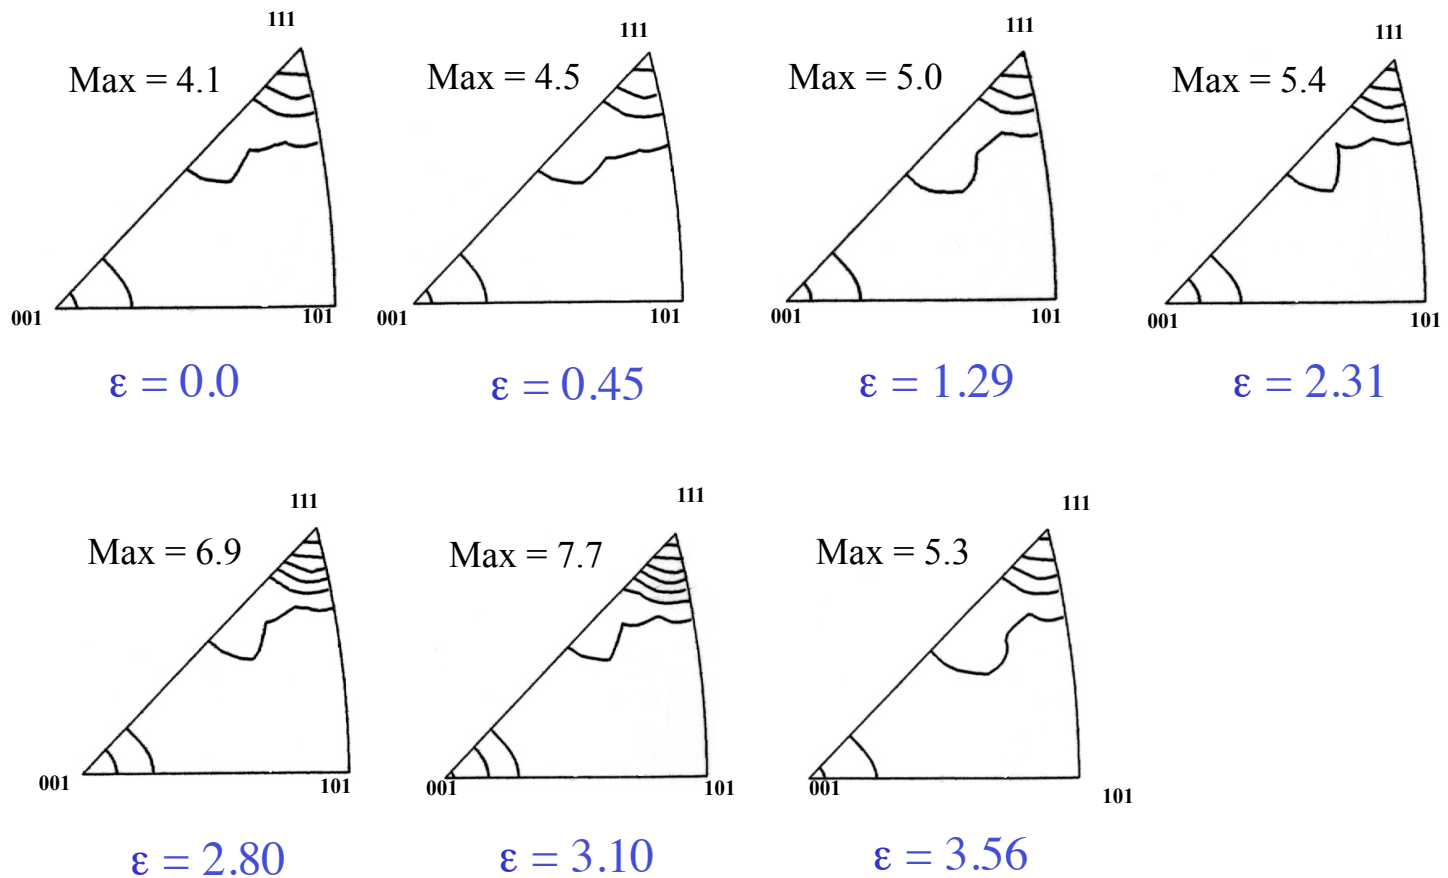 111
Max = 4.1
001
101
ε = 0.0
111
Max = 4.5
001
101
ε = 0.45
111
Max = 5.0
001
101
ε = 1.29
111
Max = 5.4
001
101
ε = 2.31
111
Max = 6.9
001
101
ε = 2.80
111
Max = 7.7
001
101
ε = 3.10
111
Max = 5.3
001
101
ε = 3.56